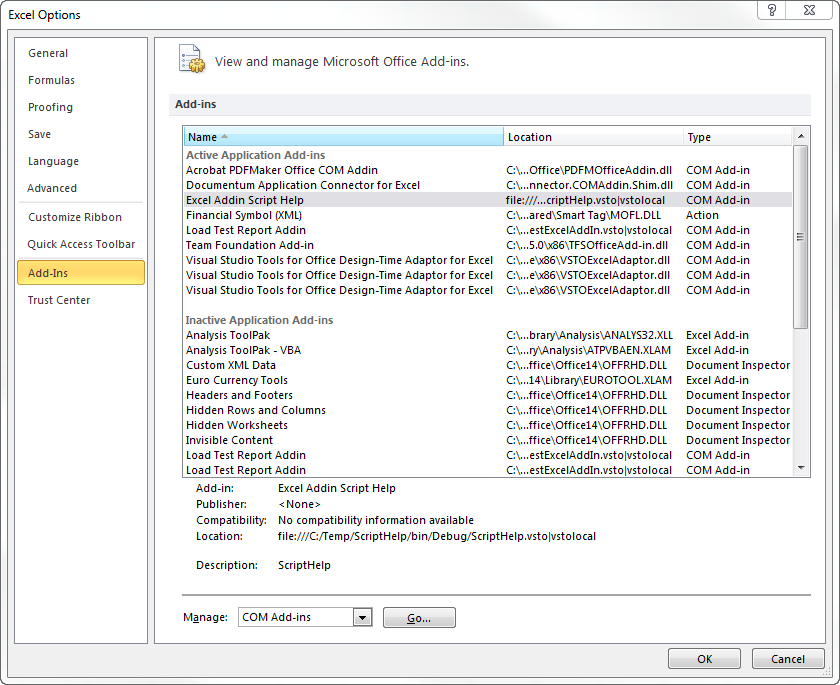 Excel Options
General
Formulas
Proofing
Save
Language
Advanced
Customize Ribbon
Quick Access Toolbar
Add-Ins
Trust Center
View and manage Microsoft Office Add-ins.
Add-ins
Name Location Type
Active Application Add-ins
Acrobat PDFMaker Office COM Addin C:\...Office\PDFMOfficeAddin.dll COM Add-in
Documentum Application Connector for Excel C:\...nnector.COMAddin.Shim.dll COM Add-in
Excel Addin Script Help file:///...criptHelp.vsto|vstolocal COM Add-in
Financial Symbol (XML) C:\...ared\Smart Tag\MOFL.DLL Action
Load Test Report Addin C:\...estExcelAddIn.vsto|vstolocal COM Add-in
Team Foundation Add-in C:\...5.0\x86\TFSOfficeAdd-in.dll COM Add-in
Visual Studio Tools for Office Design-Time Adaptor for Excel C:\...e\x86\VSTOExcelAdaptor.dll COM Add-in
Visual Studio Tools for Office Design-Time Adaptor for Excel C:\...e\x86\VSTOExcelAdaptor.dll COM Add-in
Visual Studio Tools for Office Design-Time Adaptor for Excel C:\...e\x86\VSTOExcelAdaptor.dll COM Add-in
Inactive Application Add-ins
Analysis ToolPak C:\...brary\Analysis\ANALYS32.XLL Excel Add-in
Analysis ToolPak - VBA C:\...ry\Analysis\ATPVBAEN.XLAM Excel Add-in
Custom XML Data C:\...ffice\Office14\OFFRHD.DLL Document Inspector
Euro Currency Tools C:\...14\Library\EUROTOOL.XLAM Excel Add-in
Headers and Footers C:\...ffice\Office14\OFFRHD.DLL Document Inspector
Hidden Rows and Columns C:\...ffice\Office14\OFFRHD.DLL Document Inspector
Hidden Worksheets C:\...ffice\Office14\OFFRHD.DLL Document Inspector
Invisible Content C:\...ffice\Office14\OFFRHD.DLL Document Inspector
Load Test Report Addin C:\...estExcelAddIn.vsto|vstolocal COM Add-in
Load Test Report Addin C:\...estExcelAddIn.vsto|vstolocal COM Add-in
Add-in: Excel Addin Script Help
Publisher: <None>
Compatibility: No compatibility information available
Location: file:///C:/Temp/ScriptHelp/bin/Debug/ScriptHelp.vsto|vstolocal
Description: ScriptHelp
Manage: COM Add-ins Go...
OK Cancel